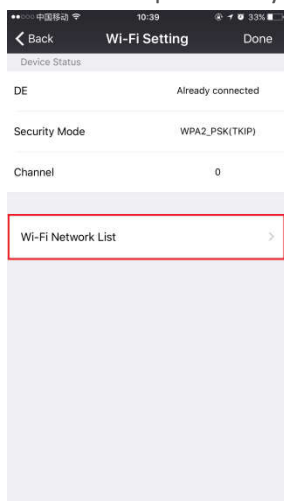 中国移动 10:39 33%
Back Wi-Fi Setting Done
Device Status
DE Already connected
Security Mode WPA2_PSK(TKIP)
Channel 0
Wi-Fi Network List